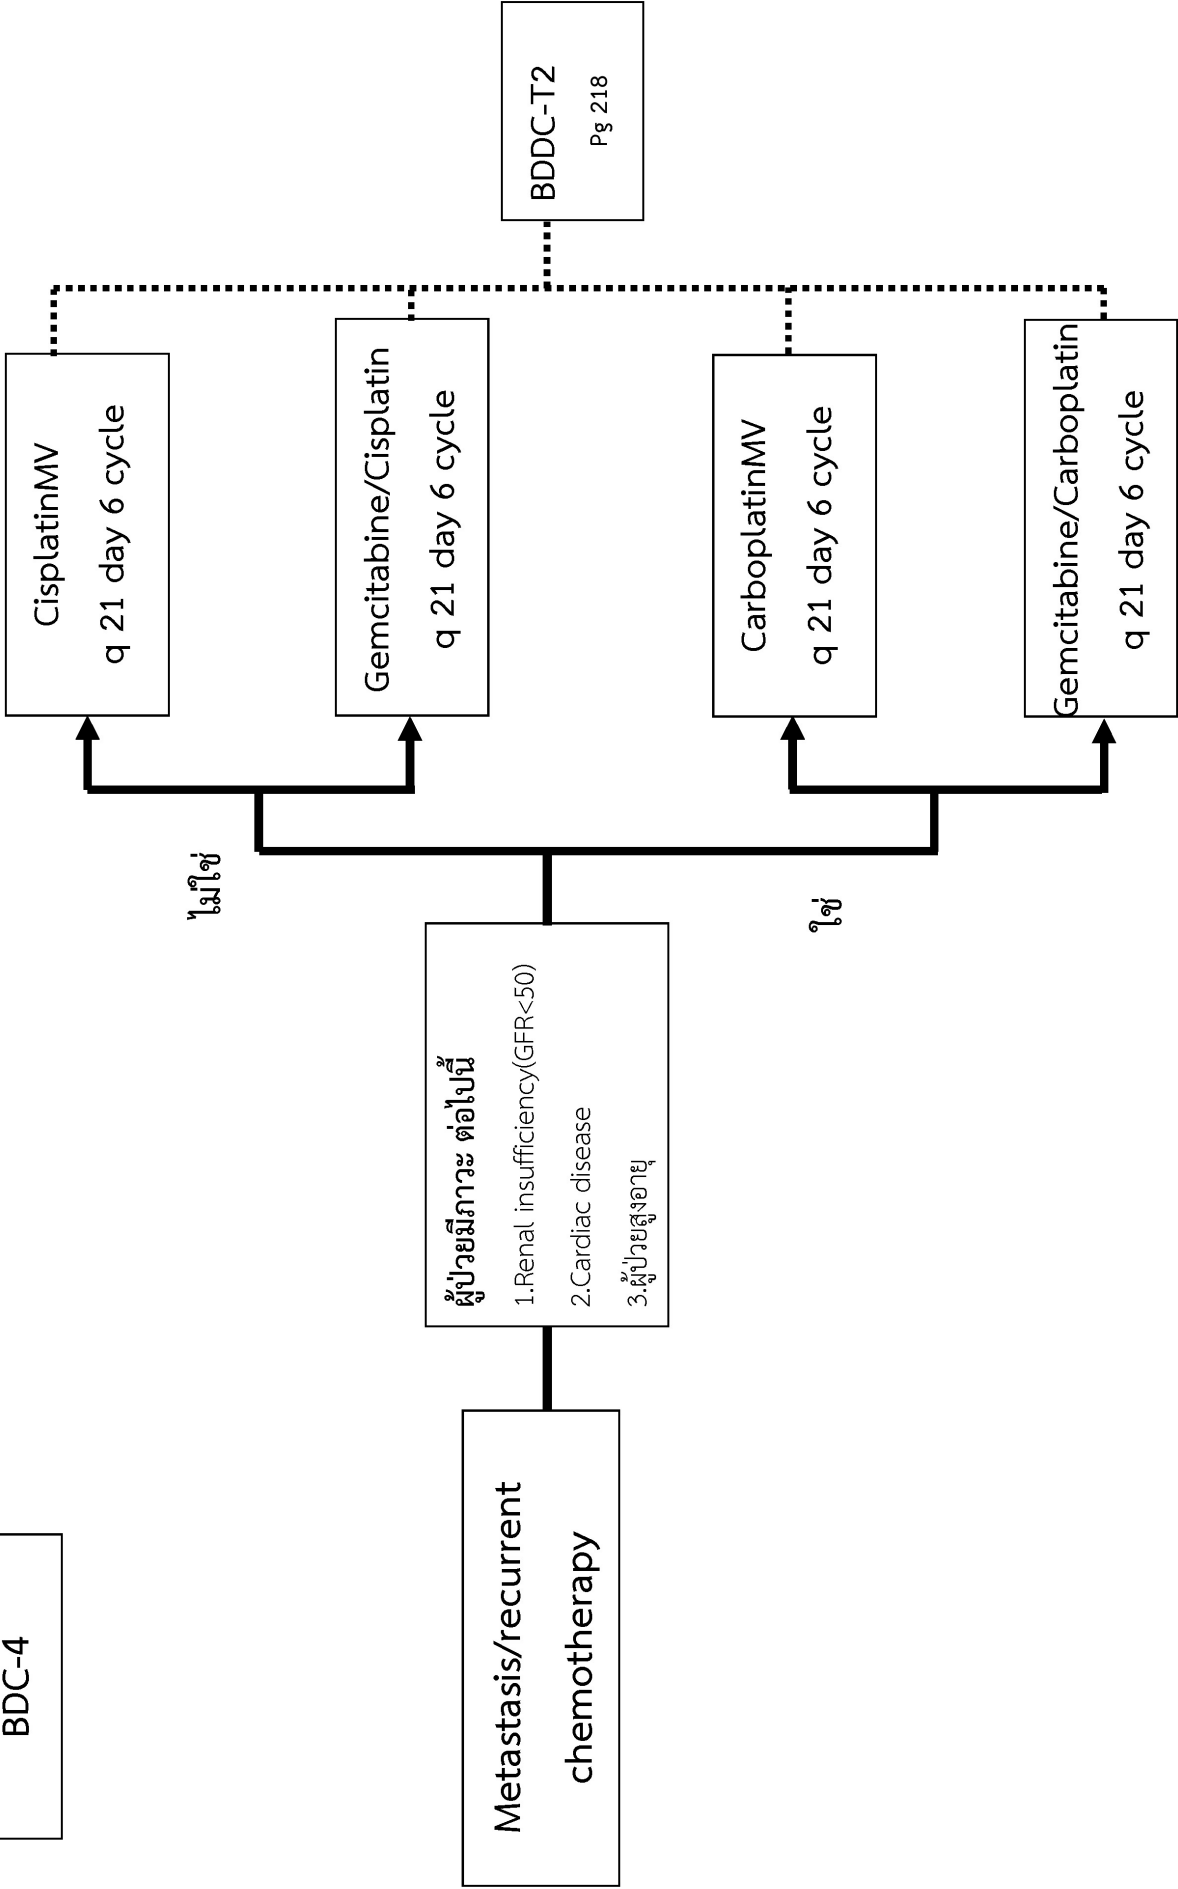 BDC-4
Metastasis/recurrent
chemotherapy
ผู้ป่วยมีภาวะ ต่อไปนี้
1.Renal insufficiency(GFR<50)
2.Cardiac disease
3.ผู้ป่วยสูงอายุ
ไม่ใช่
ใช่
CisplatinMV
q 21 day 6 cycle
Gemcitabine/Cisplatin
q 21 day 6 cycle
CarboplatinMV
q 21 day 6 cycle
Gemcitabine/Carboplatin
q 21 day 6 cycle
BDDC-T2
Pg 218